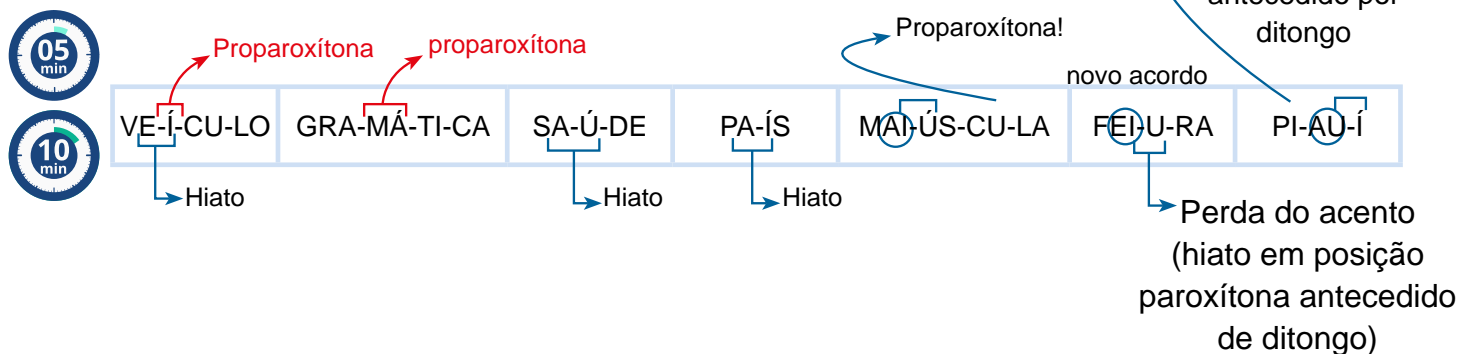 antecedido por
ditongo
05
min
Proparoxítona
proparoxítona
Proparoxítona!
novo acordo
VE-Í-CU-LO
GRA-MÁ-TI-CA
SA-Ú-DE
PA-ÍS
MAI-ÚS-CU-LA
FEI-U-RA
PI-AU-Í
10
min
Hiato
Hiato
Hiato
Perda do acento
(hiato em posição
paroxítona antecedido
de ditongo)